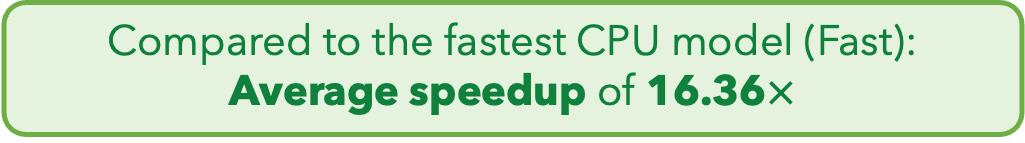 Compared to the fastest CPU model (Fast):
Average speedup of 16.36×